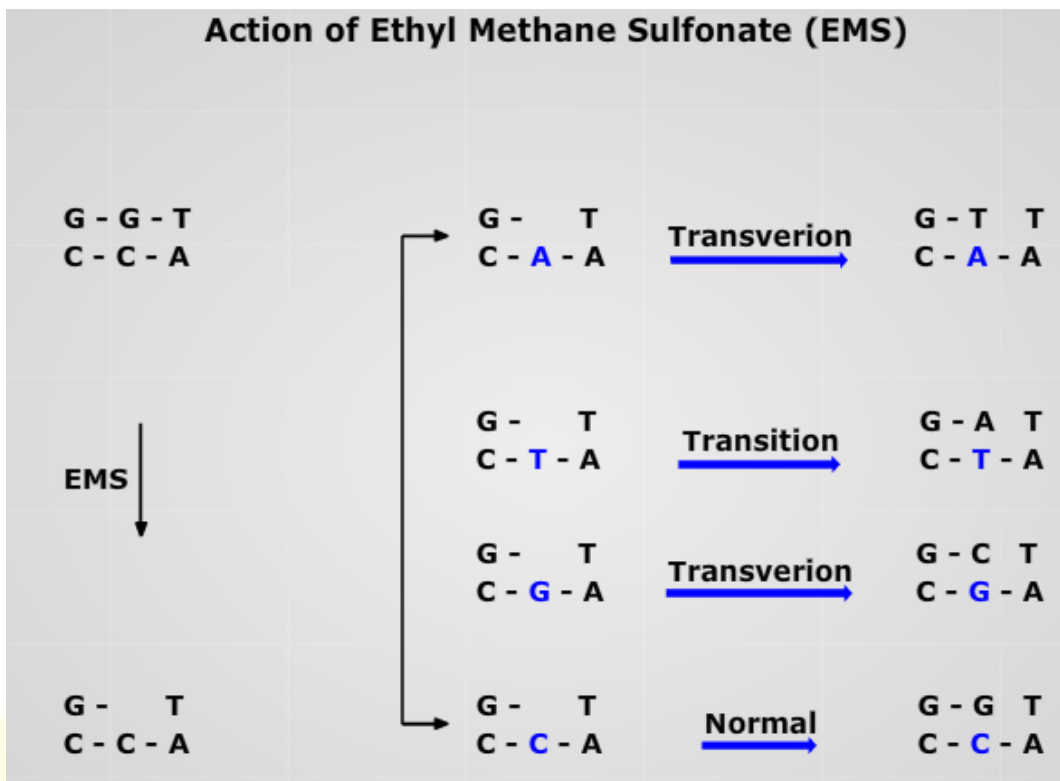 Action of Ethyl Methane Sulfonate (EMS)
G - G - T
C - C - A
EMS
G - T
C - C - A
G - T
C - A - A
Transverion
G - T T
C - A - A
G - T
C - T - A
Transition
G - A T
C - T - A
G - T
C - G - A
Transverion
G - C T
C - G - A
G - T
C - C - A
Normal
G - G T
C - C - A